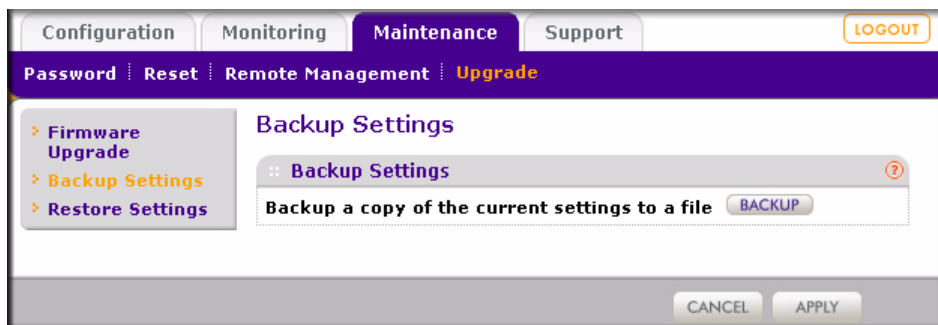 Configuration Monitoring Maintenance Support LOGOUT
Password Reset Remote Management Upgrade
Firmware
Upgrade
Backup Settings
Restore Settings
Backup Settings
Backup Settings ?
Backup a copy of the current settings to a file BACKUP
CANCEL APPLY